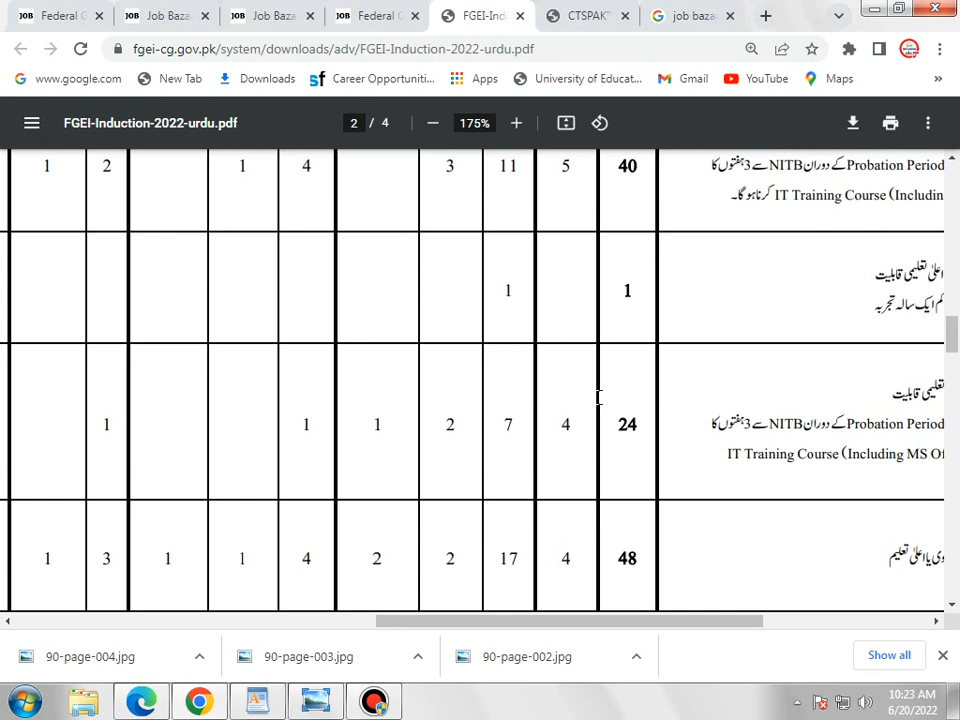 Federal G
Job Bazaa
Job Bazaa
Federal G
FGEI-Ind
CTSPAK
job bazaa
fgei-cg.gov.pk/system/downloads/adv/FGEI-Induction-2022-urdu.pdf
www.google.com New Tab Downloads Career Opportuniti... Apps University of Educat... Gmail YouTube Maps »
FGEI-Induction-2022-urdu.pdf 2 / 4 175%
1 2 1 4 3 11 5 40 Probation Period کے دوران NITB سے 3 ہفتوں کا
IT Training Course (Includin کرنا ہو گا۔
اعلیٰ تعلیمی قابلیت
1 1
کم ایک سالہ تجربہ
تعلیمی قابلیت
1 1 1 2 7 4 24 Probation Period کے دوران NITB سے 3 ہفتوں کا
IT Training Course (Including MS Of
1 3 1 1 4 2 2 17 4 48 وی یا اعلیٰ تعلیم
90-page-004.jpg 90-page-003.jpg 90-page-002.jpg Show all
10:23 AM
6/20/2022